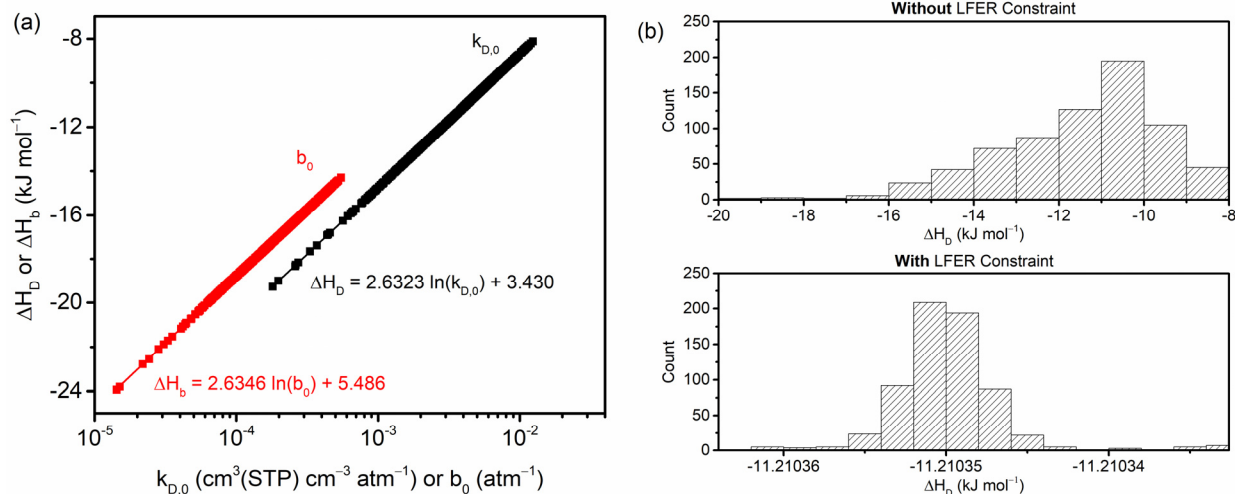 (a)
-8
-12
-16
-20
-24
ΔH_D or ΔH_b (kJ mol⁻¹)
k_D,0
b_0
ΔH_D = 2.6323 ln(k_D,0) + 3.430
ΔH_b = 2.6346 ln(b_0) + 5.486
10⁻⁵ 10⁻⁴ 10⁻³ 10⁻²
k_D,0 (cm³(STP) cm⁻³ atm⁻¹) or b_0 (atm⁻¹)
(b)
Without LFER Constraint
250
200
150
100
50
0
Count
-20 -18 -16 -14 -12 -10 -8
ΔH_D (kJ mol⁻¹)
With LFER Constraint
250
200
150
100
50
0
Count
-11.21036 -11.21035 -11.21034
ΔH_D (kJ mol⁻¹)